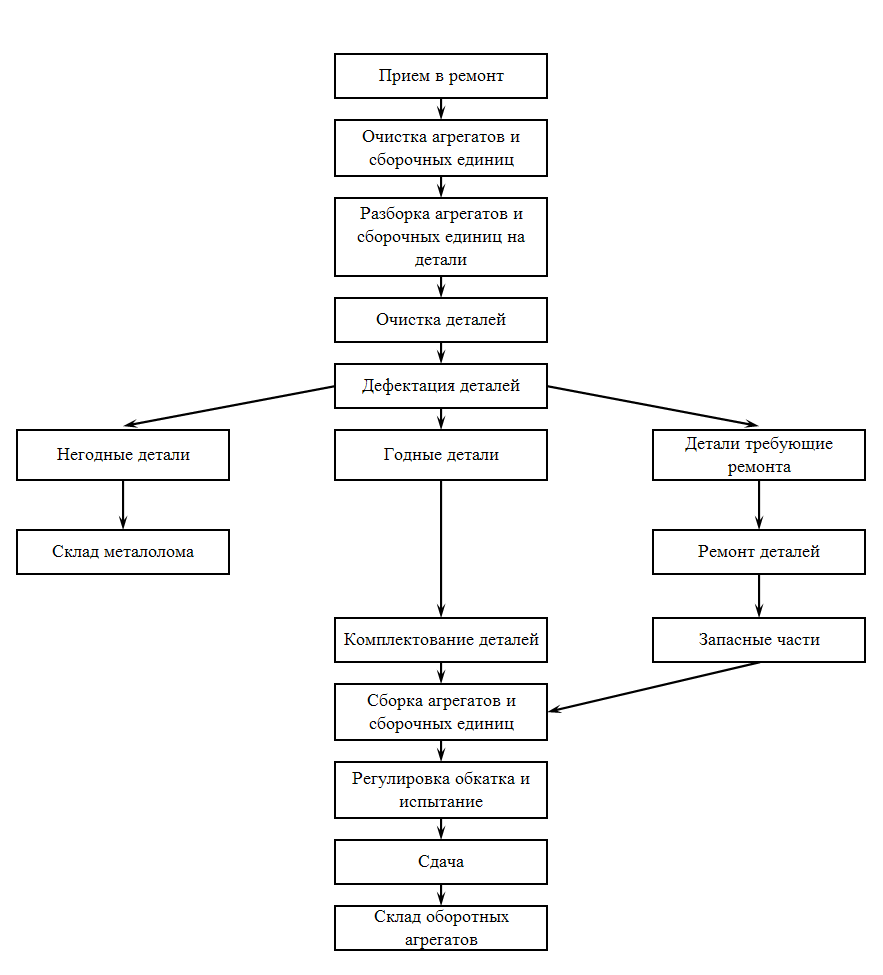 Прием в ремонт
Очистка агрегатов и
сборочных единиц
Разборка агрегатов и
сборочных единиц на
детали
Очистка деталей
Дефектация деталей
Негодные детали
Годные детали
Детали требующие
ремонта
Склад металолома
Ремонт деталей
Комплектование деталей
Запасные части
Сборка агрегатов и
сборочных единиц
Регулировка обкатка и
испытание
Сдача
Склад оборотных
агрегатов